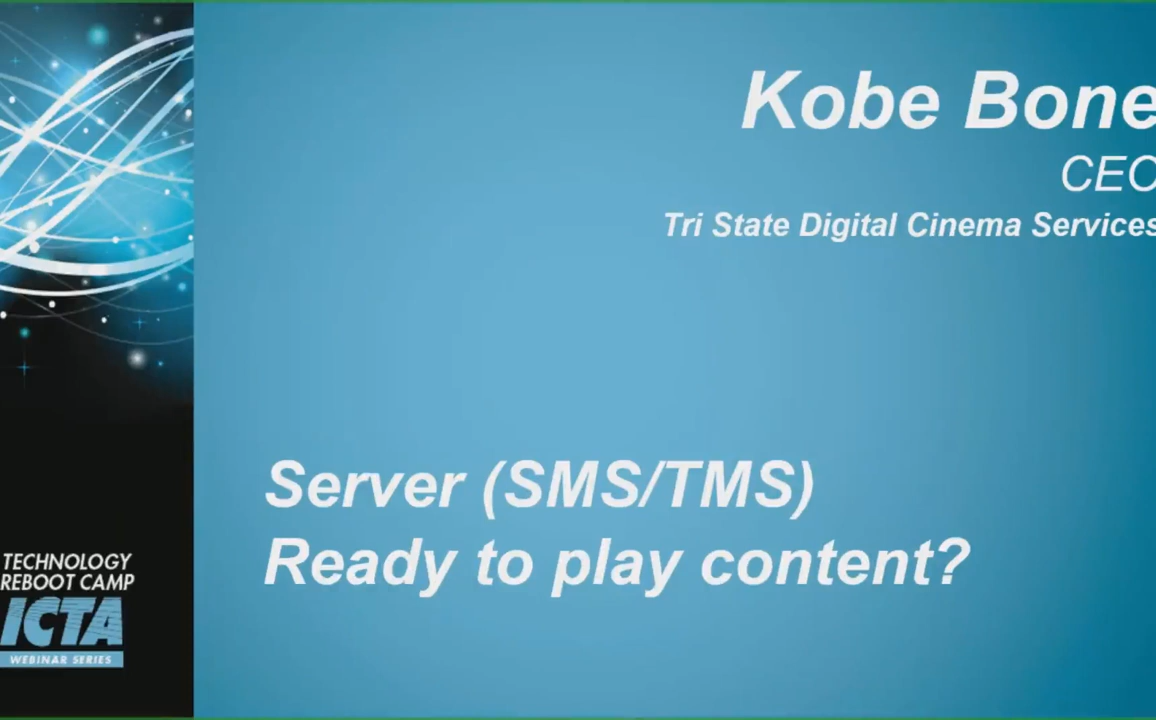 Kobe Bone
CEO
Tri State Digital Cinema Services
Server (SMS/TMS)
Ready to play content?
TECHNOLOGY
REBOOT CAMP
ICTA
WEBINAR SERIES